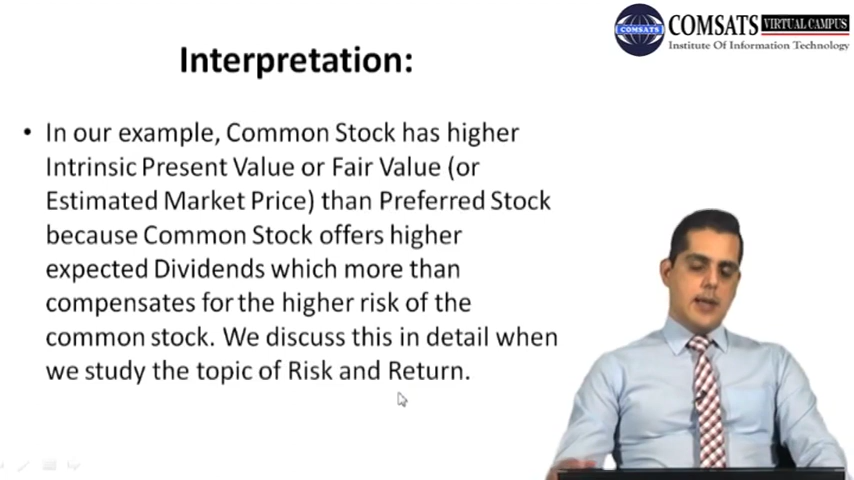 COMSATS VIRTUAL CAMPUS
Institute Of Information Technology
COMSATS
Interpretation:
• In our example, Common Stock has higher
Intrinsic Present Value or Fair Value (or
Estimated Market Price) than Preferred Stock
because Common Stock offers higher
expected Dividends which more than
compensates for the higher risk of the
common stock. We discuss this in detail when
we study the topic of Risk and Return.